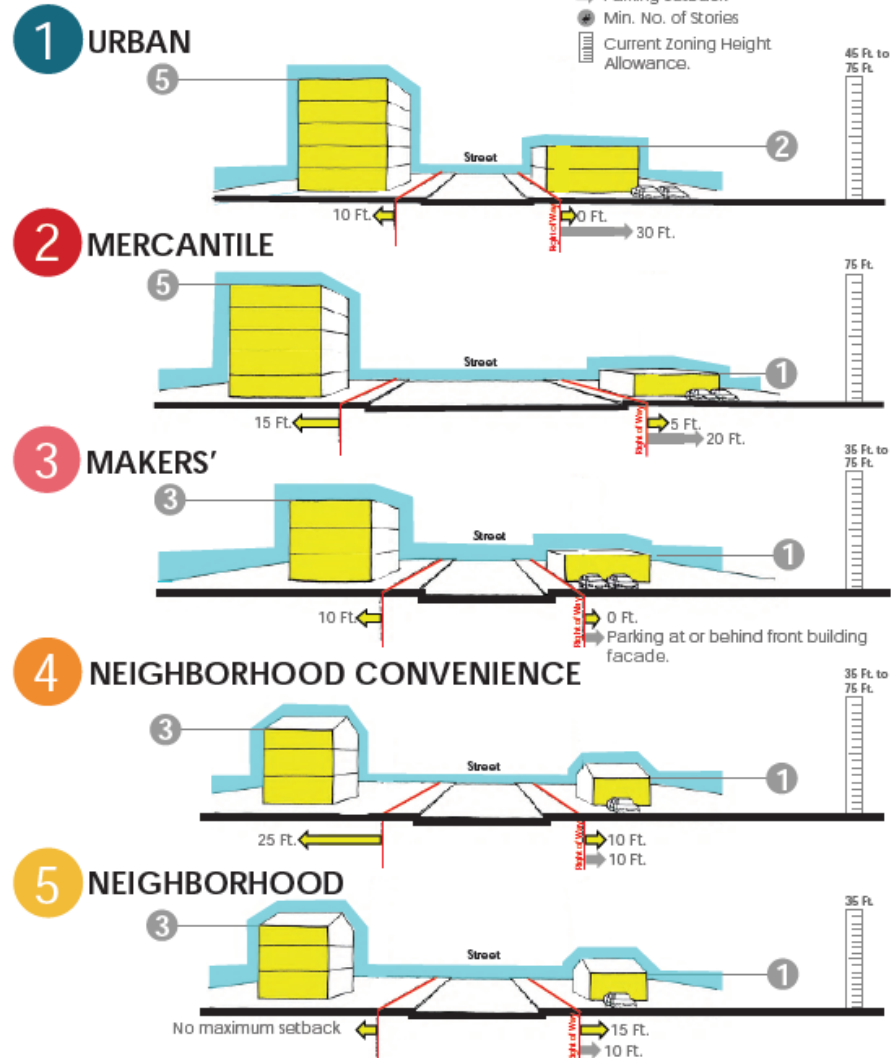 Min. No. of Stories
Current Zoning Height
Allowance.
1 URBAN
45 Ft. to
75 Ft.
5
Street
2
10 Ft.
0 Ft.
Right of Way
30 Ft.
2 MERCANTILE
75 Ft.
5
Street
1
15 Ft.
5 Ft.
Right of Way
20 Ft.
3 MAKERS'
35 Ft. to
75 Ft.
3
Street
1
10 Ft.
0 Ft.
Right of Way
Parking at or behind front building
facade.
4 NEIGHBORHOOD CONVENIENCE
35 Ft. to
75 Ft.
3
Street
1
25 Ft.
10 Ft.
Right of Way
10 Ft.
5 NEIGHBORHOOD
35 Ft.
3
Street
1
No maximum setback
15 Ft.
Right of Way
10 Ft.